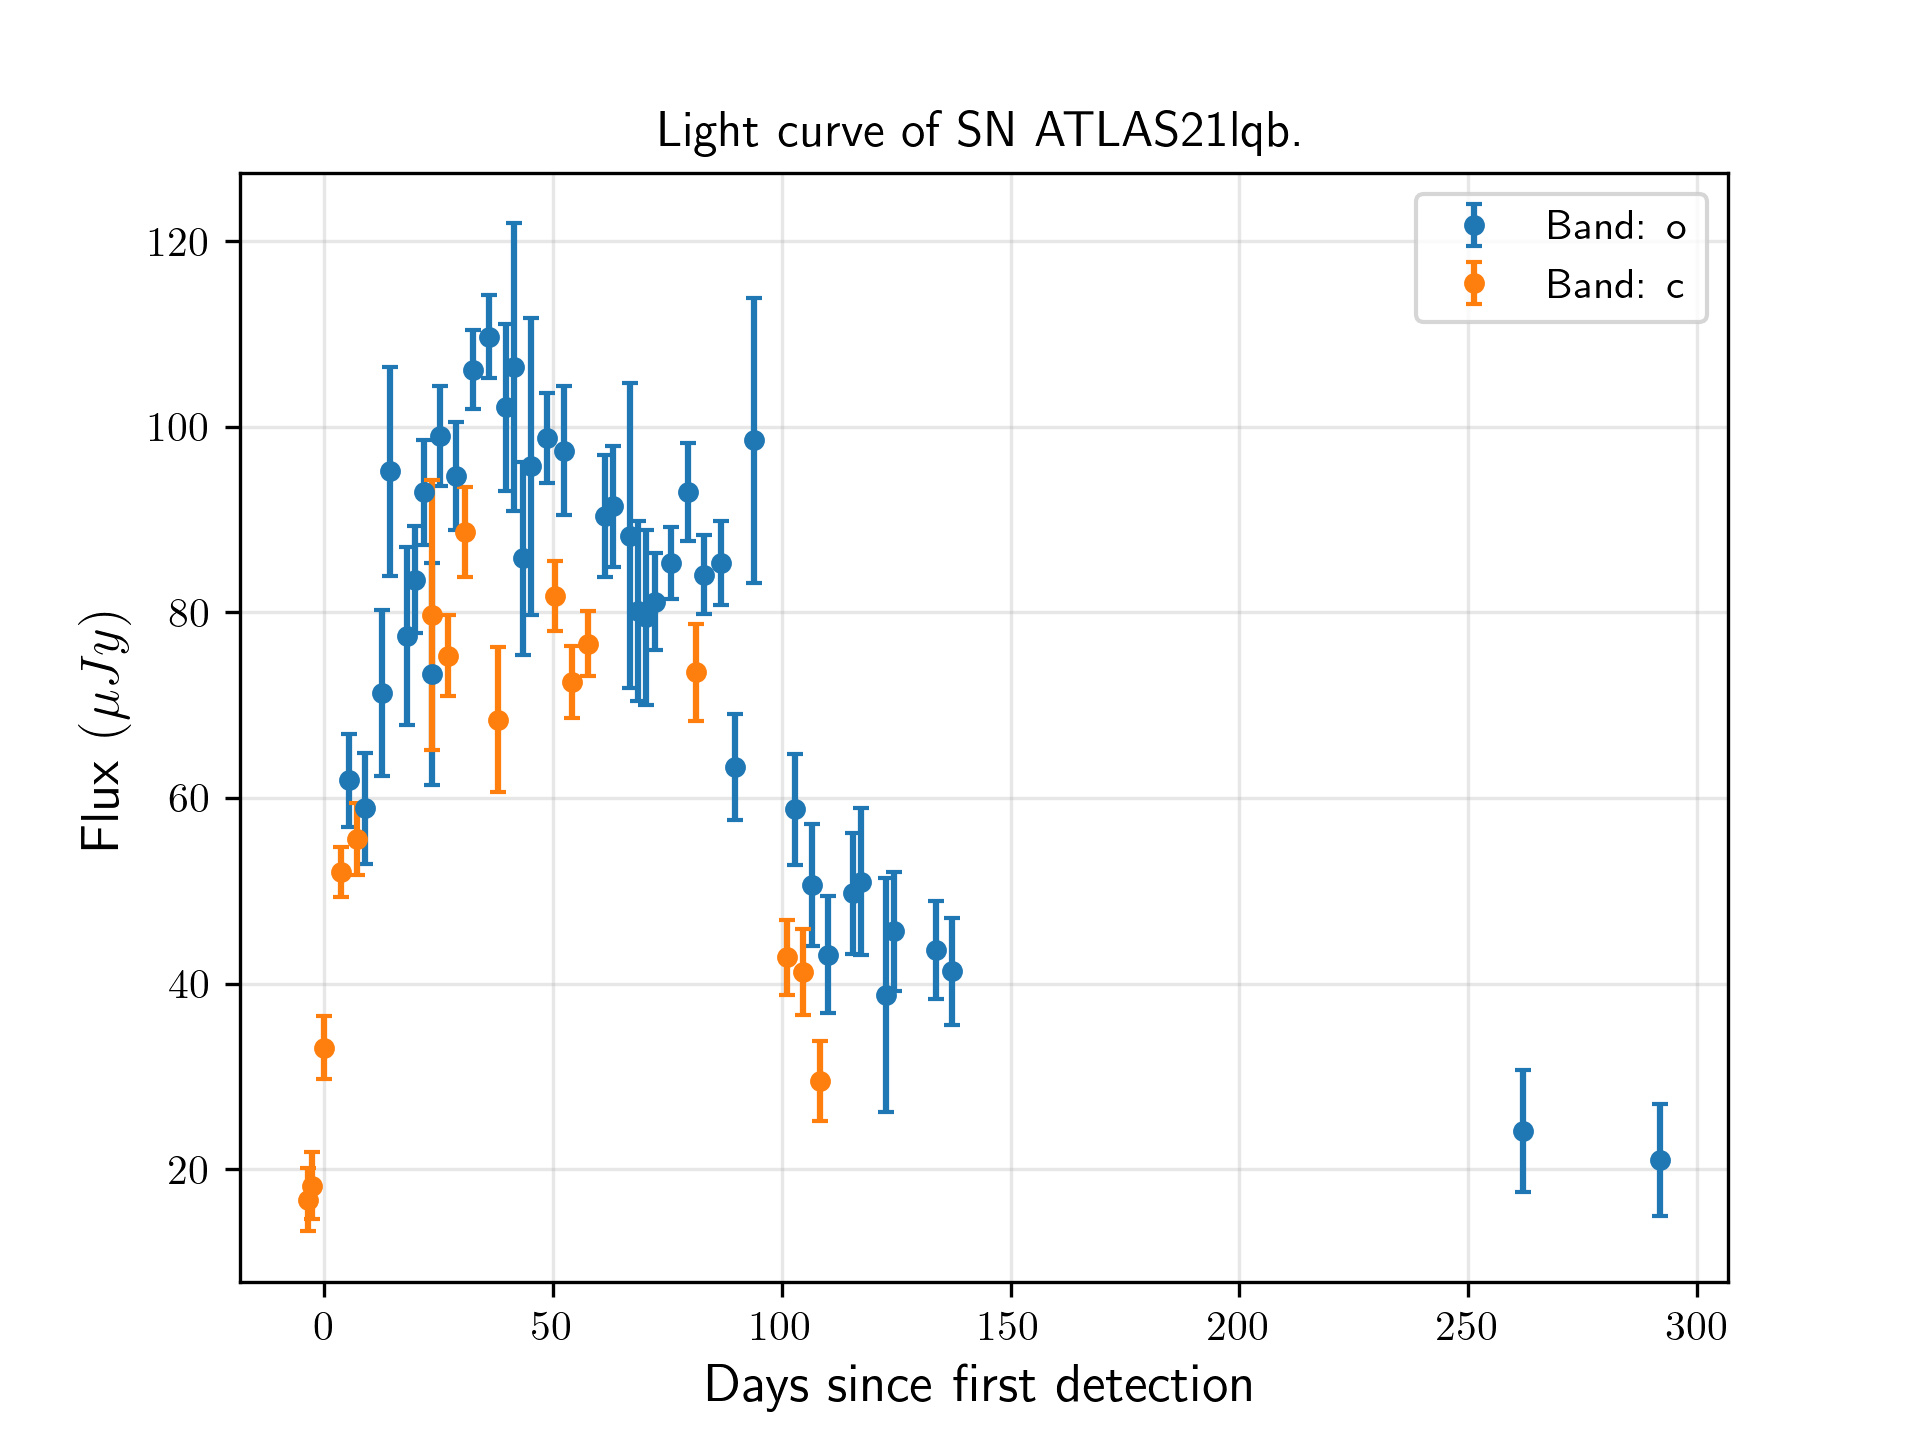 Light curve of SN ATLAS21lqb.
Band: o
Band: c
120
100
80
60
40
20
Flux (μJy)
0 50 100 150 200 250 300
Days since first detection